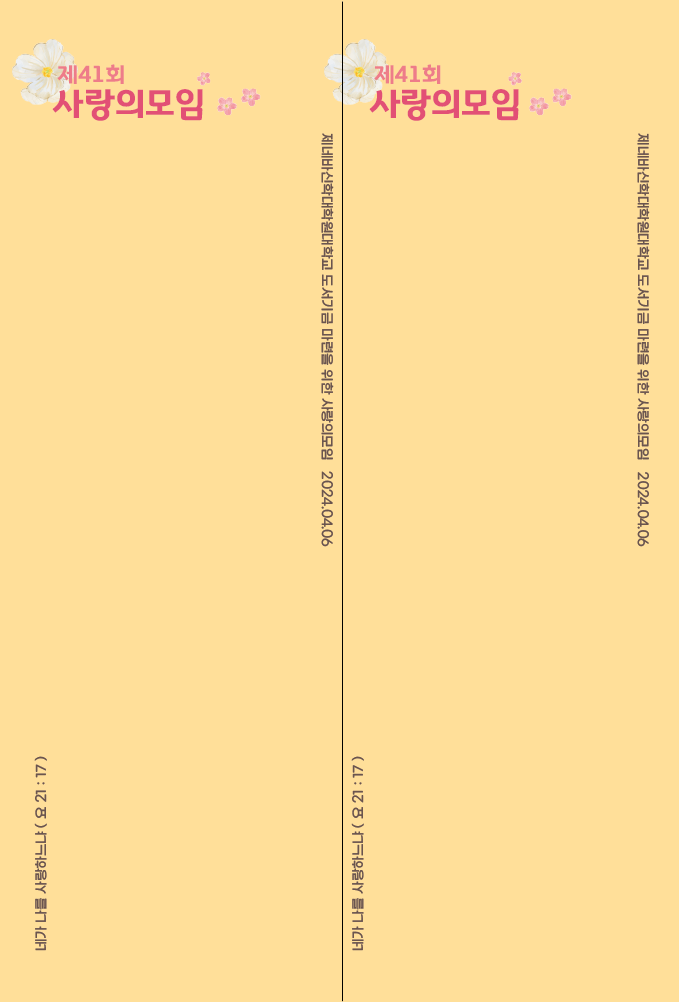 제41회
사랑의모임
제네바신학대학원대학교 도서기금 마련을 위한 사랑의모임 2024.04.06
네가 나를 사랑하느냐 ( 요 21 : 17 )
제41회
사랑의모임
제네바신학대학원대학교 도서기금 마련을 위한 사랑의모임 2024.04.06
네가 나를 사랑하느냐 ( 요 21 : 17 )